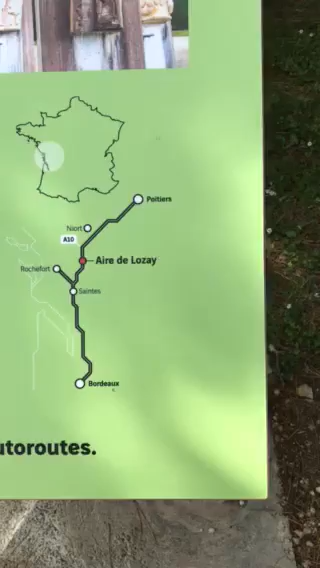 Poitiers
Niort
A10
Aire de Lozay
Rochefort
Saintes
Bordeaux
utoroutes.